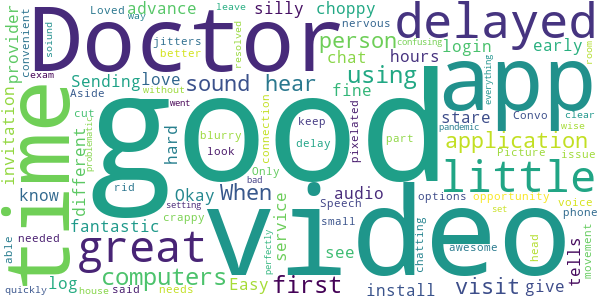 Doctor
good
video
app
time
delayed
little
great
computers
first
visit
When
hear
sound
using
person
application
fantastic
Okay
know
different
Sending
love
advance
silly
choppy
Loved
way
provider
convenient
invitation
exam
Aside
jitters
better
leave
resolved
nervous
confusing
soiund
chat
hours
login
early
fine
stare
room
everything
hard
cut
without
problematic
blurry
look
keep
delay
pixelated
part
pandemic
Convo
clear
wise
Picture
issue
connection
Only
went
rid
bad
setting
crappy
service
audio
Speech
small
options
opportunity
set
voice
phone
see
chatting
awesome
head
tells
movement
give
install
Easy
perfectly
log
said
needs
house
needed
able
quickly